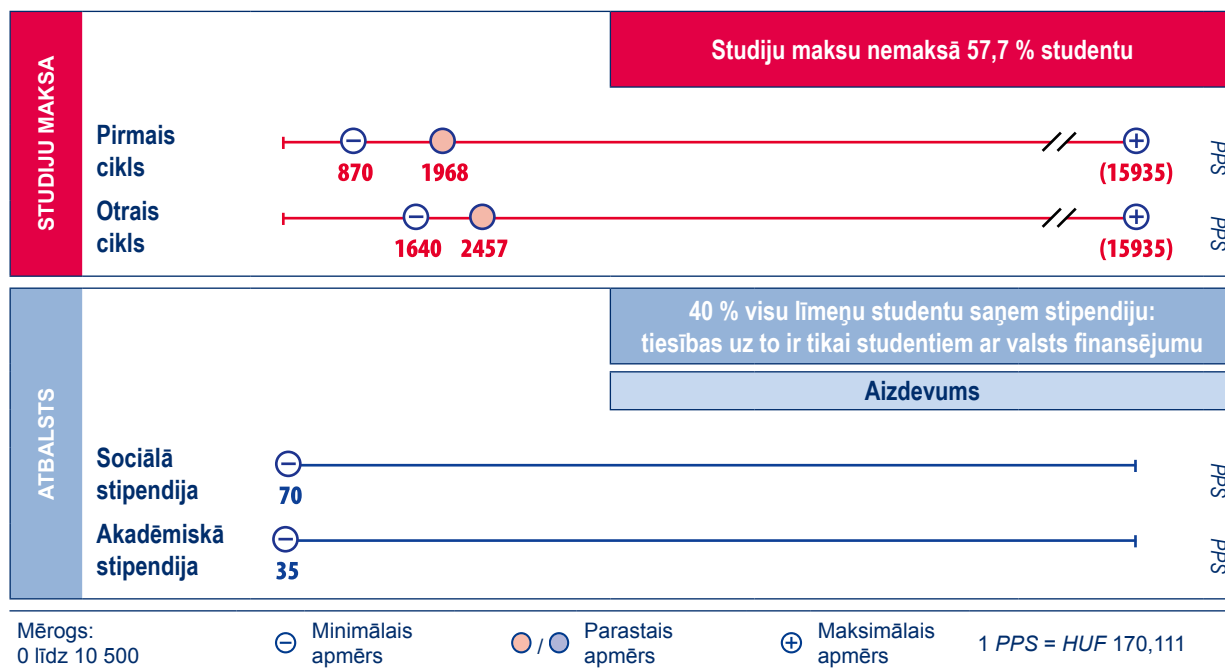 STUDIJU MAKSA
Studiju maksu nemaksā 57,7 % studentu
Pirmais
cikls
870
1968
(15935)
PPS
Otrais
cikls
1640
2457
(15935)
PPS
ATBALSTS
40 % visu līmeņu studentu saņem stipendiju:
tiesības uz to ir tikai studentiem ar valsts finansējumu
Aizdevums
Sociālā
stipendija
70
PPS
Akadēmiskā
stipendija
35
PPS
Mērogs:
0 līdz 10 500
Minimālais
apmērs
/
Parastais
apmērs
Maksimālais
apmērs
1 PPS = HUF 170,111